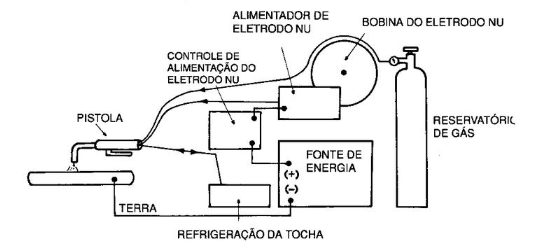 ALIMENTADOR DE
ELETRODO NU
BOBINA DO ELETRODO NU
CONTROLE DE
ALIMENTAÇÃO DO
ELETRODO NU
PISTOLA
RESERVATÓRIO
DE GÁS
FONTE DE
ENERGIA
(+)
(-)
TERRA
REFRIGERAÇÃO DA TOCHA